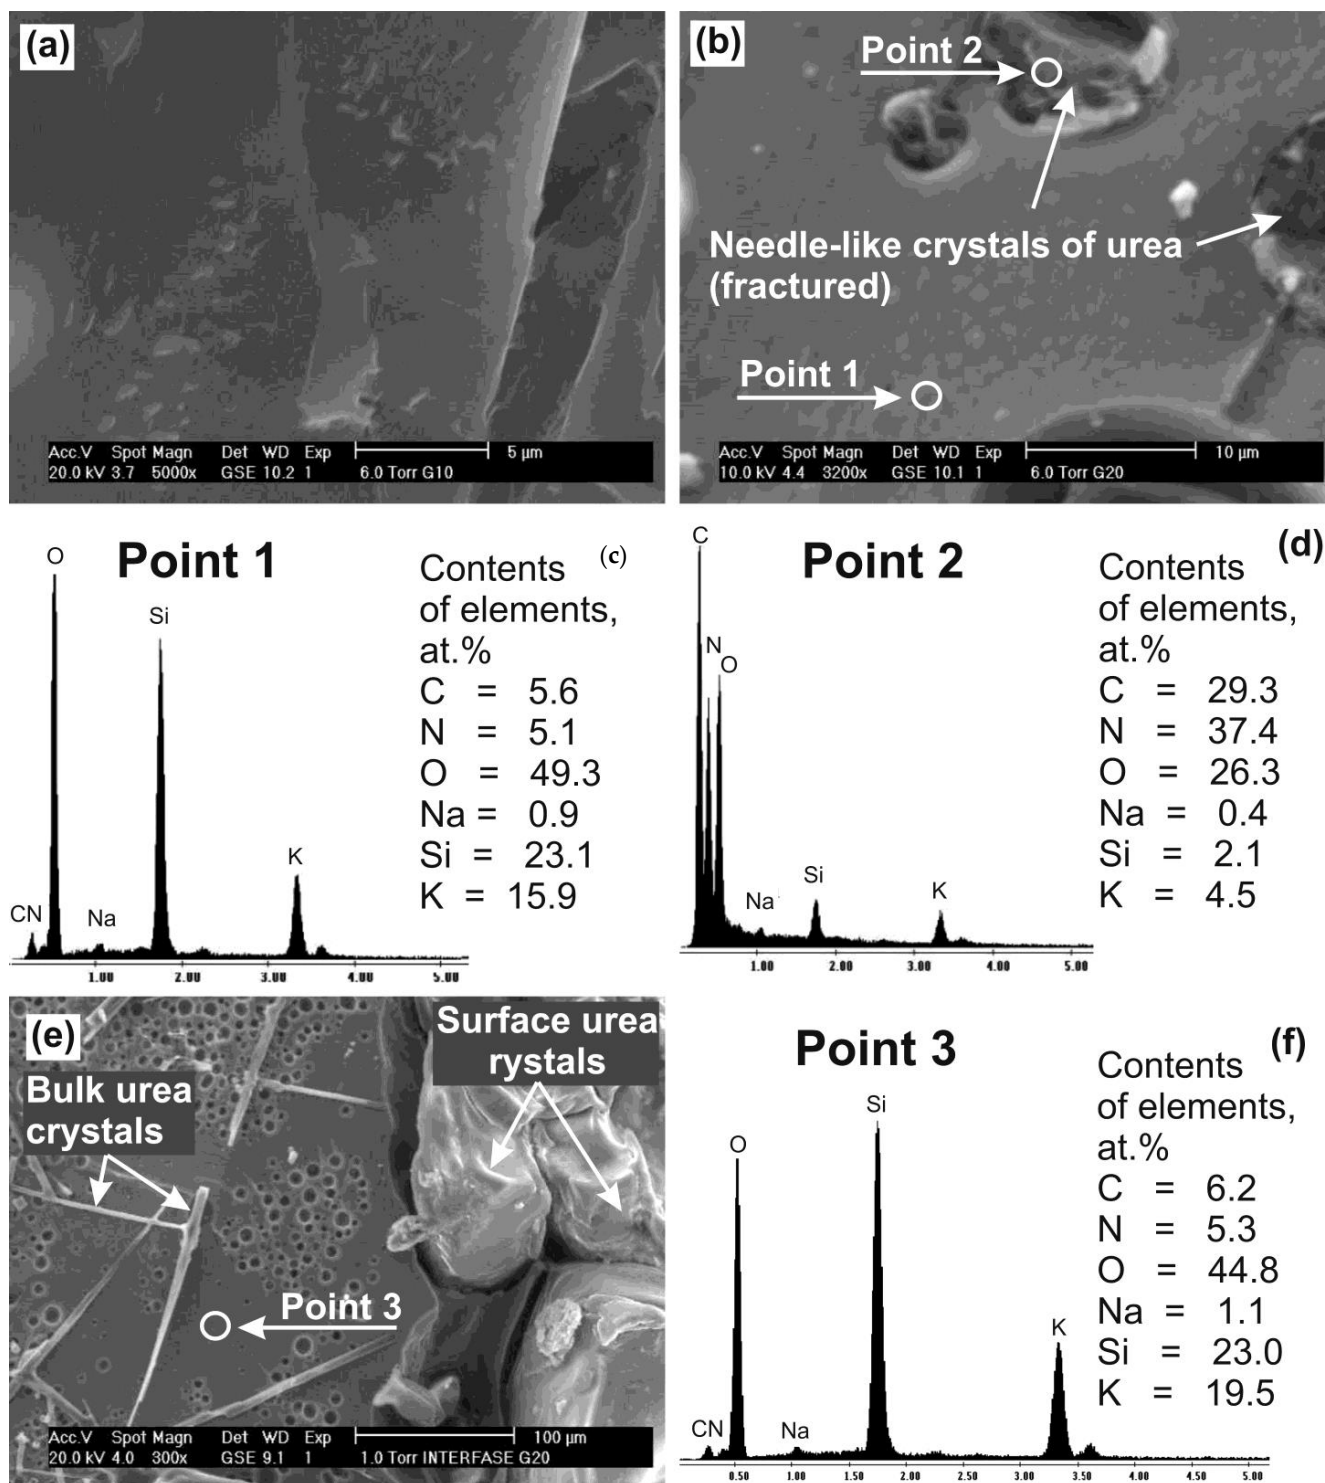 (a)
Acc.V Spot Magn Det WD Exp 5 µm
20.0 kV 3.7 5000x GSE 10.2 1 6.0 Torr G10
(b)
Point 2
Needle-like crystals of urea
(fractured)
Point 1
Acc.V Spot Magn Det WD Exp 10 µm
10.0 kV 4.4 3200x GSE 10.1 1 6.0 Torr G20
Point 1
(c)
O
Si
K
CN
Na
1.00 2.00 3.00 4.00 5.00
Contents
of elements,
at.%
C = 5.6
N = 5.1
O = 49.3
Na = 0.9
Si = 23.1
K = 15.9
Point 2
(d)
C
N
O
Na
Si
K
1.00 2.00 3.00 4.00 5.00
Contents
of elements,
at.%
C = 29.3
N = 37.4
O = 26.3
Na = 0.4
Si = 2.1
K = 4.5
(e)
Surface urea
rystals
Bulk urea
crystals
Point 3
Acc.V Spot Magn Det WD Exp 100 µm
20.0 kV 4.0 300x GSE 9.1 1 1.0 Torr INTERFASE G20
Point 3
(f)
Si
O
K
CN
Na
0.50 1.00 1.50 2.00 2.50 3.00 3.50 4.00 4.50 5.00
Contents
of elements,
at.%
C = 6.2
N = 5.3
O = 44.8
Na = 1.1
Si = 23.0
K = 19.5